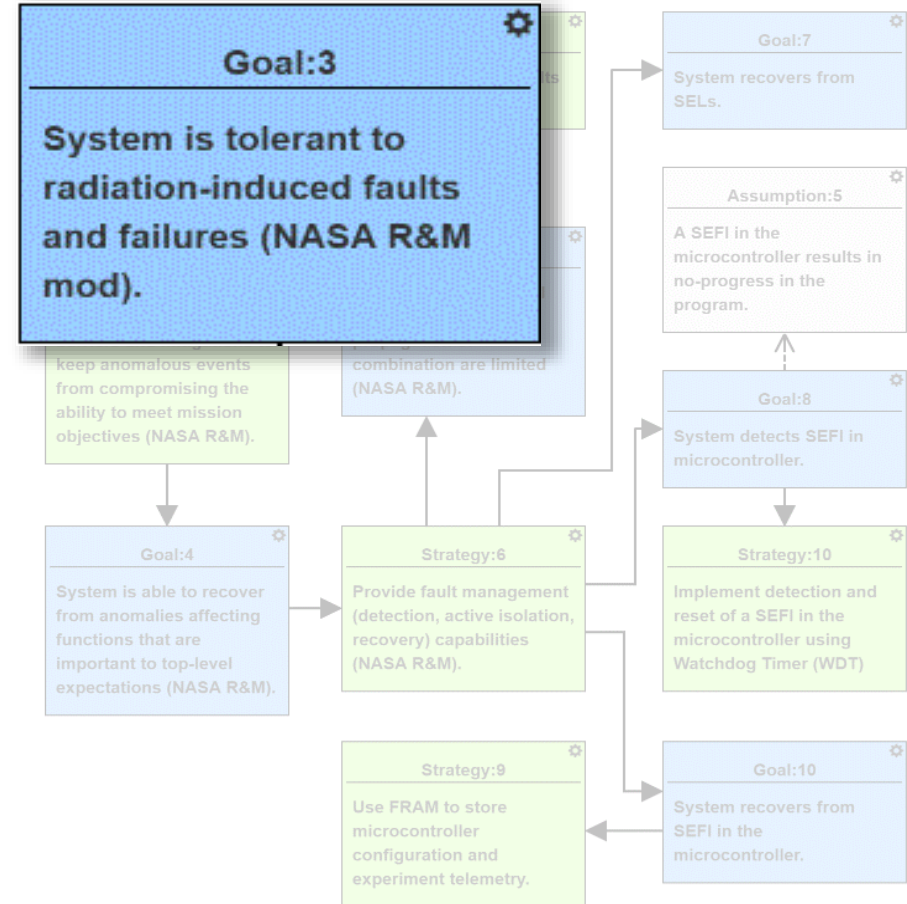 Goal:3
System is tolerant to
radiation-induced faults
and failures (NASA R&M
mod).
Goal:7
System recovers from
SELs.
Assumption:5
A SEFI in the
microcontroller results in
no-progress in the
program.
keep anomalous events
from compromising the
ability to meet mission
objectives (NASA R&M).
combination are limited
(NASA R&M).
Goal:8
System detects SEFI in
microcontroller.
Goal:4
System is able to recover
from anomalies affecting
functions that are
important to top-level
expectations (NASA R&M).
Strategy:6
Provide fault management
(detection, active isolation,
recovery) capabilities
(NASA R&M).
Strategy:10
Implement detection and
reset of a SEFI in the
microcontroller using
Watchdog Timer (WDT)
Strategy:9
Use FRAM to store
microcontroller
configuration and
experiment telemetry.
Goal:10
System recovers from
SEFI in the
microcontroller.